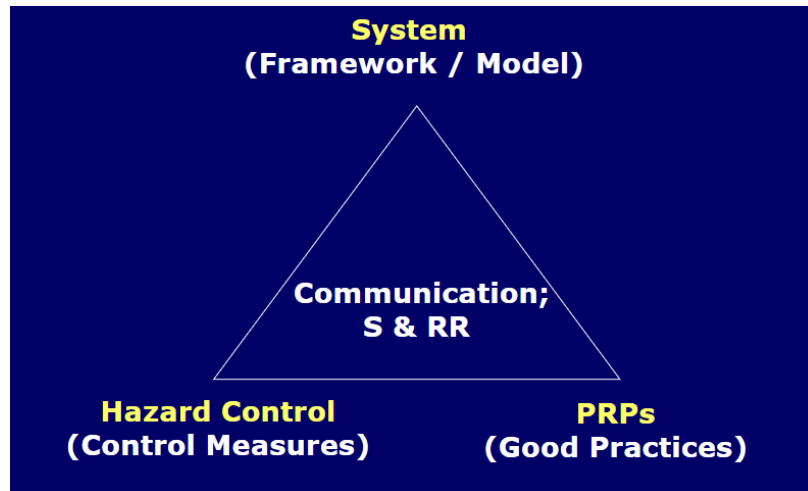 System
(Framework / Model)
Communication;
S & RR
Hazard Control
(Control Measures)
PRPs
(Good Practices)